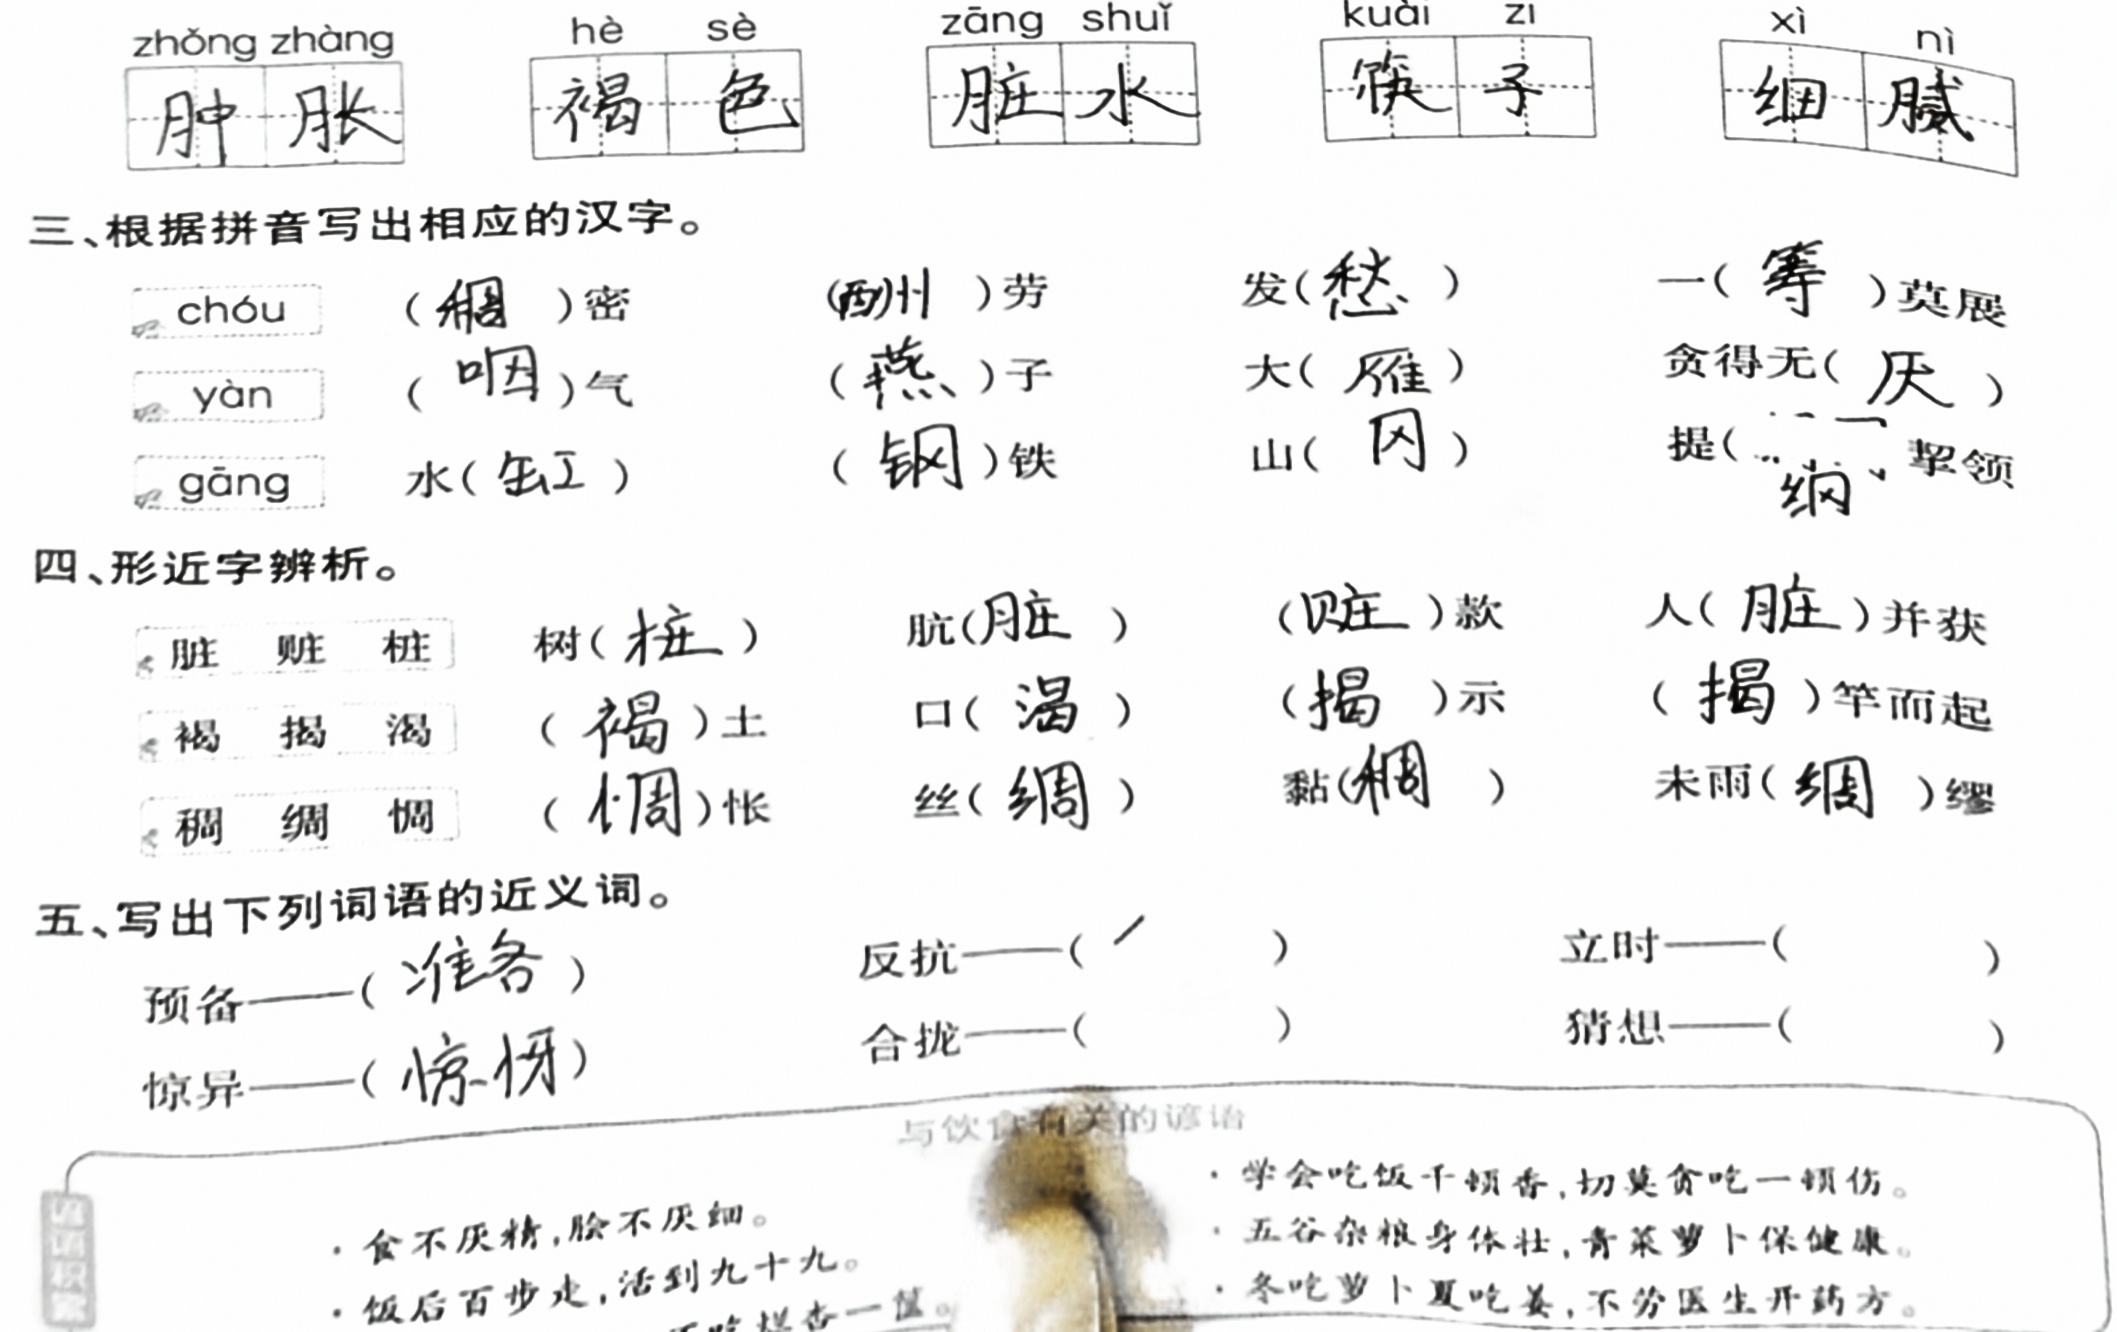 zhǒng zhàng hè sè zāng shuǐ kuài zi xì nì
肿胀 褐色 脏水 筷子 细腻
三、根据拼音写出相应的汉字。
chóu (稠)密 (酬)劳 发(愁) 一(筹)莫展
yàn (咽)气 (燕)子 大(雁) 贪得无(厌)
gāng 水(缸) (钢)铁 山(冈) 提(纲)挈领
四、形近字辨析。
脏 赃 桩 树(桩) 肮(脏) (赃)款 人(脏)并获
褐 揭 渴 (褐)土 口(渴) (揭)示 (揭)竿而起
稠 绸 惆 (惆)怅 丝(绸) 黏(稠) 未雨(绸)缪
五、写出下列词语的近义词。
预备——(准备) 反抗——( ) 立时——( )
惊异——(惊讶) 合拢——( ) 猜想——( )
与饮食有关的谚语
·食不厌精,脍不厌细。
·饭后百步走,活到九十九。
一筐。
·学会吃饭千顿香,切莫贪吃一顿伤。
·五谷杂粮身体壮,青菜萝卜保健康。
·冬吃萝卜夏吃姜,不劳医生开药方。